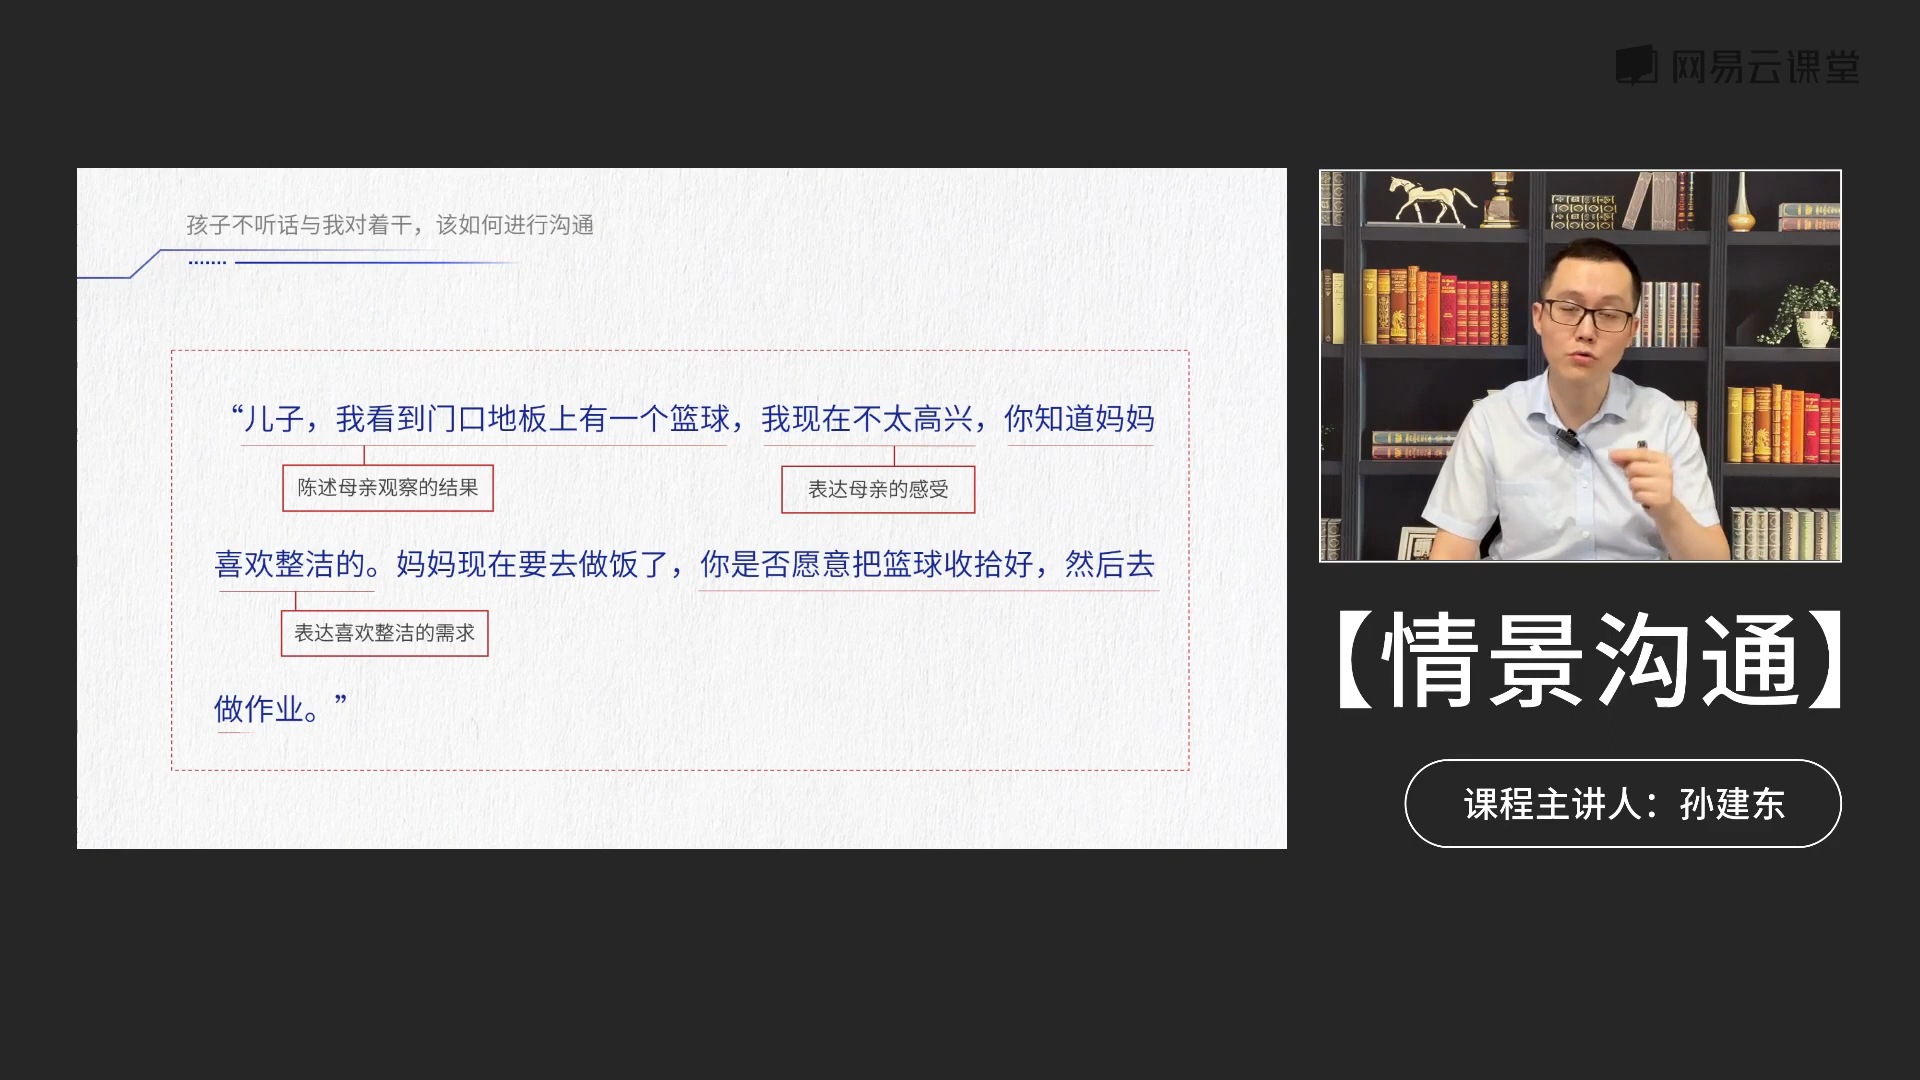 网易云课堂
孩子不听话与我对着干，该如何进行沟通
“儿子，我看到门口地板上有一个篮球，我现在不太高兴，你知道妈妈
陈述母亲观察的结果
表达母亲的感受
喜欢整洁的。妈妈现在要去做饭了，你是否愿意把篮球收拾好，然后去
表达喜欢整洁的需求
做作业。”
【情景沟通】
课程主讲人：孙建东